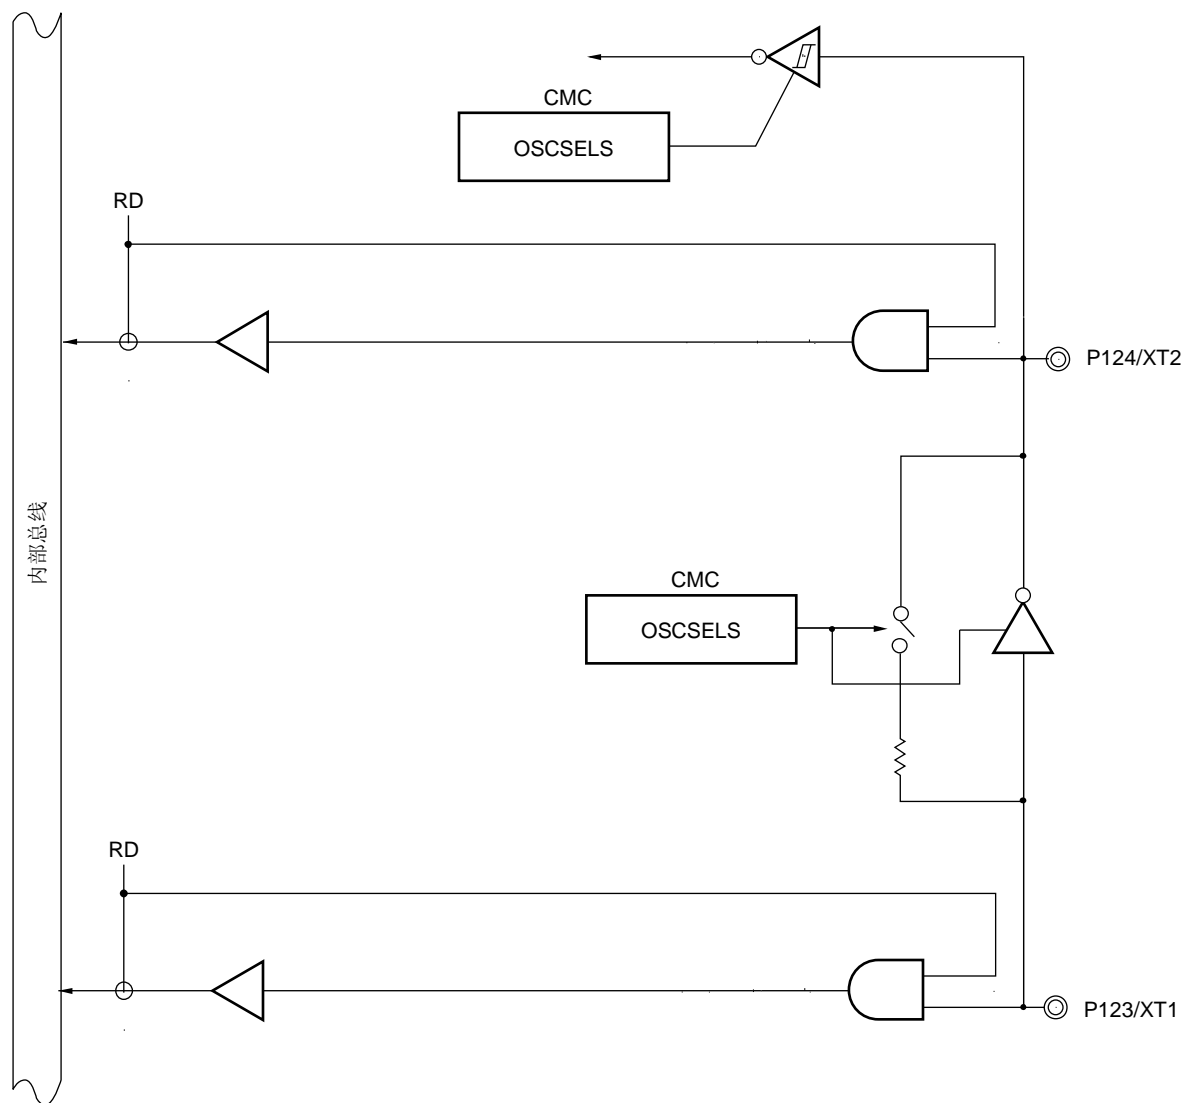 CMC
OSCSELS
RD
P124/XT2
内部总线
CMC
OSCSELS
RD
P123/XT1